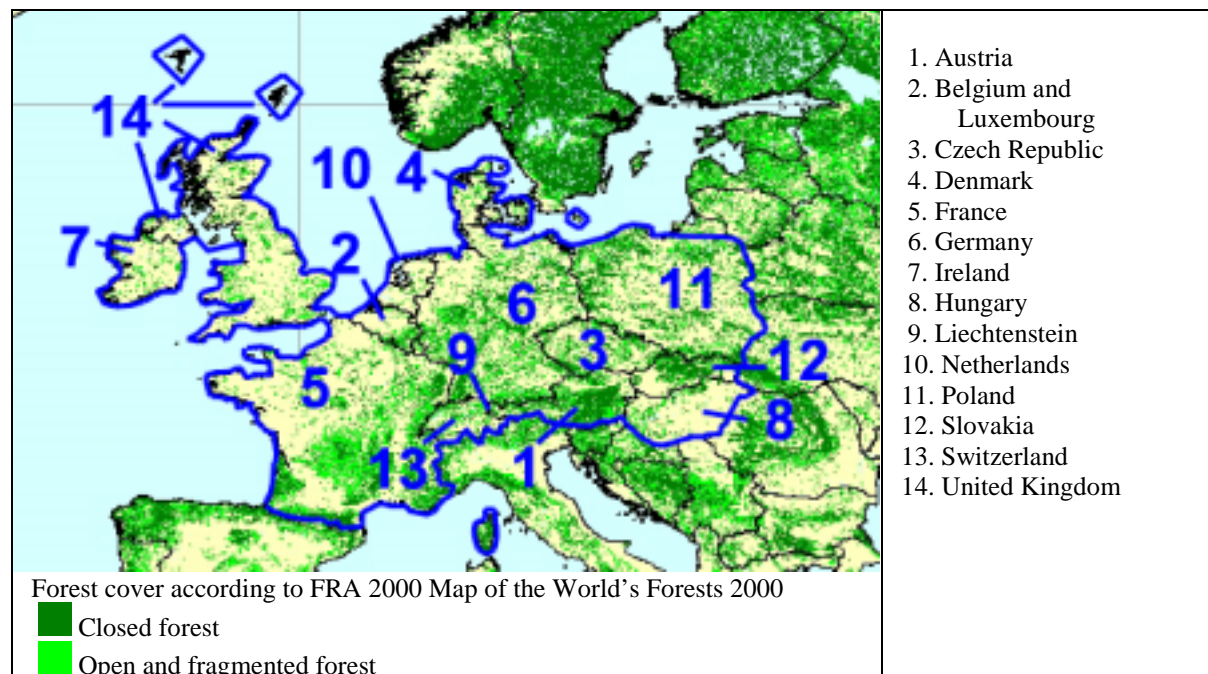 14
10
4
7
2
6
11
9
3
12
5
8
13
1
Forest cover according to FRA 2000 Map of the World's Forests 2000
Closed forest
Open and fragmented forest
1. Austria
2. Belgium and
Luxembourg
3. Czech Republic
4. Denmark
5. France
6. Germany
7. Ireland
8. Hungary
9. Liechtenstein
10. Netherlands
11. Poland
12. Slovakia
13. Switzerland
14. United Kingdom